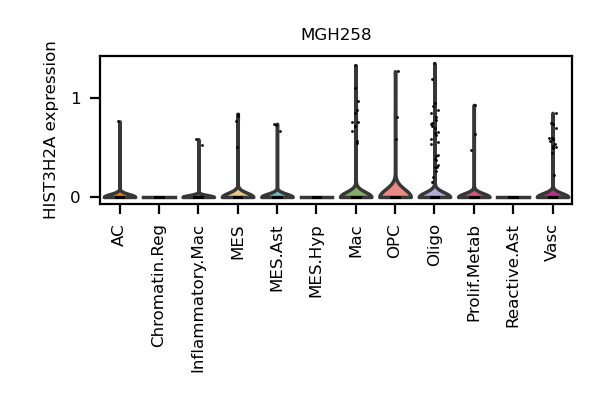 MGH258
HIST3H2A expression
1
0
AC
Chromatin.Reg
Inflammatory.Mac
MES
MES.Ast
MES.Hyp
Mac
OPC
Oligo
Prolif.Metab
Reactive.Ast
Vasc